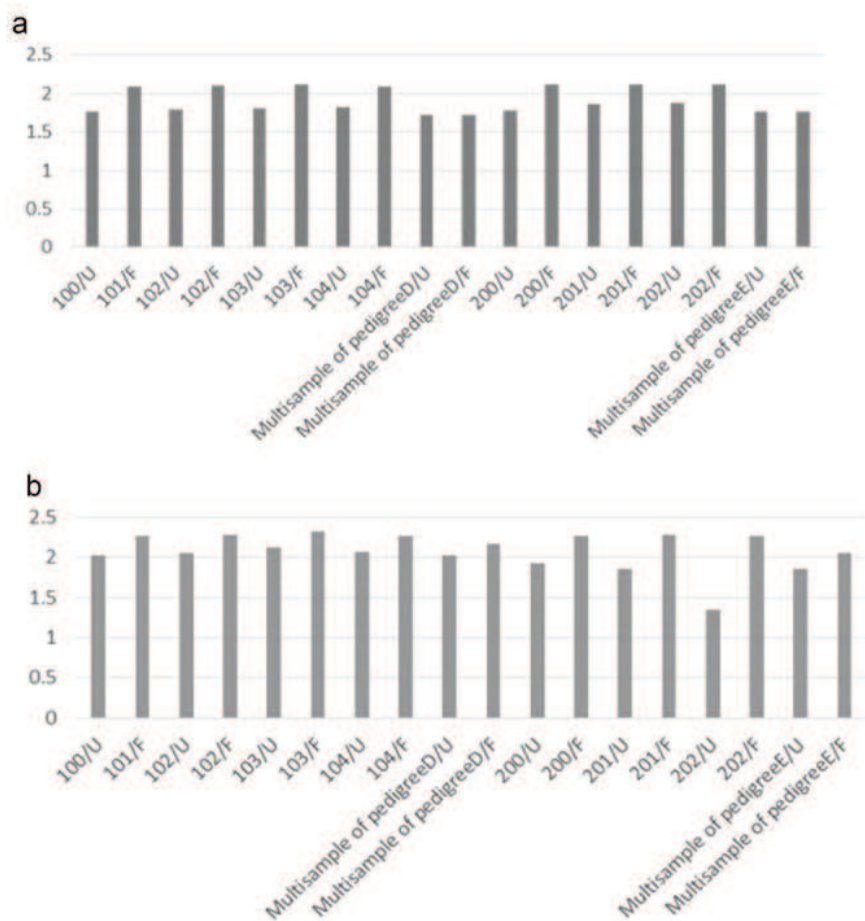 a
2.5
2
1.5
1
0.5
0
100/U
101/F
102/U
102/F
103/U
103/F
104/U
104/F
Multisample of pedigreeD/U
Multisample of pedigreeD/F
200/U
200/F
201/U
201/F
202/U
202/F
Multisample of pedigreeE/U
Multisample of pedigreeE/F
b
2.5
2
1.5
1
0.5
0
100/U
101/F
102/U
102/F
103/U
103/F
104/U
104/F
Multisample of pedigreeD/U
Multisample of pedigreeD/F
200/U
200/F
201/U
201/F
202/U
202/F
Multisample of pedigreeE/U
Multisample of pedigreeE/F